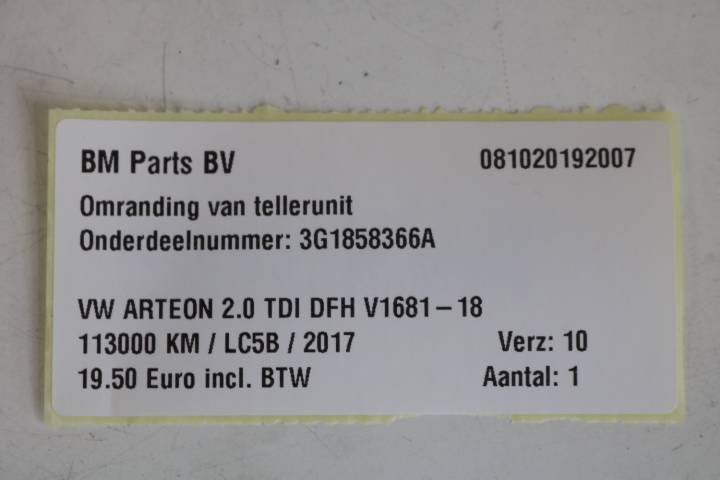 BM Parts BV 081020192007
Omranding van tellerunit
Onderdeelnummer: 3G1858366A
VW ARTEON 2.0 TDI DFH V1681-18
113000 KM / LC5B / 2017 Verz: 10
19.50 Euro incl. BTW Aantal: 1